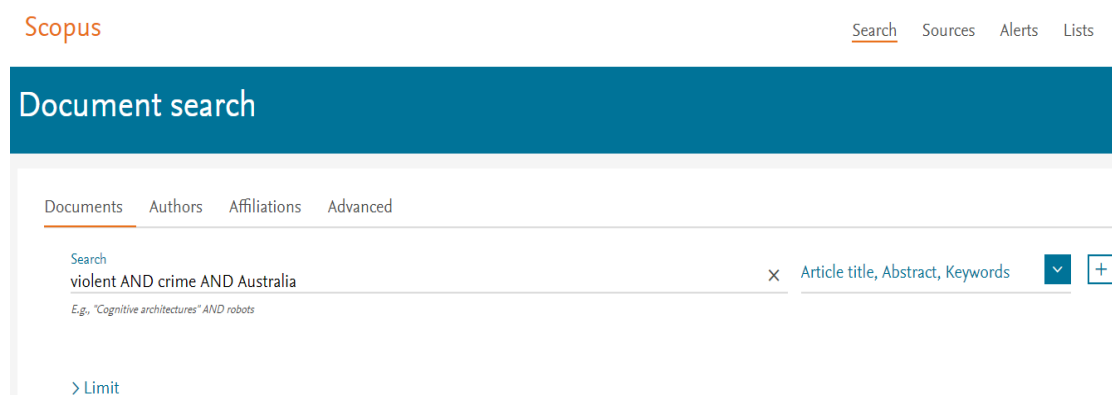 Scopus
Search Sources Alerts Lists
Document search
Documents Authors Affiliations Advanced
Search
violent AND crime AND Australia
Article title, Abstract, Keywords
E.g., "Cognitive architectures" AND robots
Limit